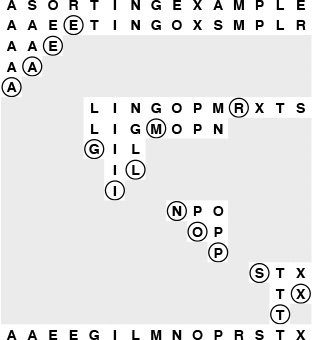 A S O R T I N G E X A M P L E
A A E E T I N G O X S M P L R
A A E
A A
A
L I N G O P M R X T S
L I G M O P N
G I L
I L
I
N P O
O P
P
S T X
T X
T
A A E E G I L M N O P R S T X